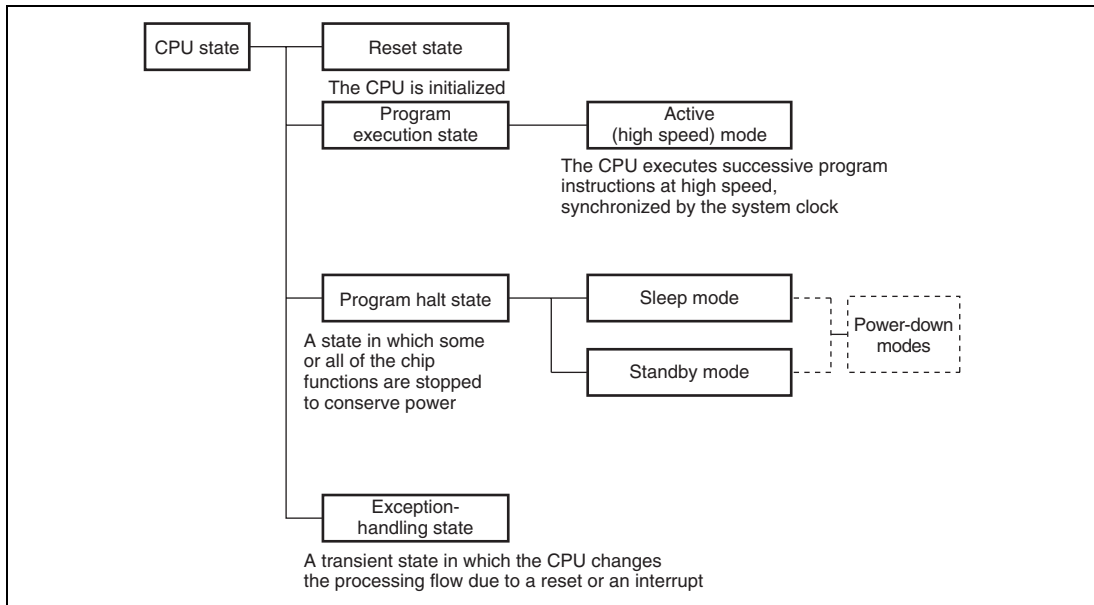 CPU state
Reset state
The CPU is initialized
Program
execution state
Active
(high speed) mode
The CPU executes successive program
instructions at high speed,
synchronized by the system clock
Program halt state
A state in which some
or all of the chip
functions are stopped
to conserve power
Sleep mode
Standby mode
Power-down
modes
Exception-
handling state
A transient state in which the CPU changes
the processing flow due to a reset or an interrupt